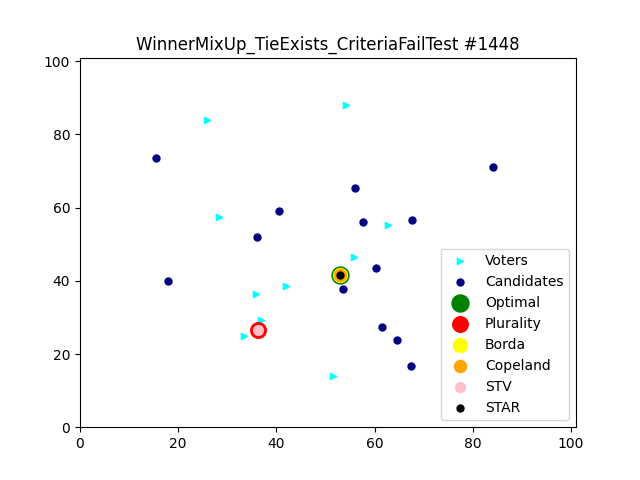 WinnerMixUp_TieExists_CriteriaFailTest #1448
100
80
60
40
20
0
0 20 40 60 80 100
Voters
Candidates
Optimal
Plurality
Borda
Copeland
STV
STAR